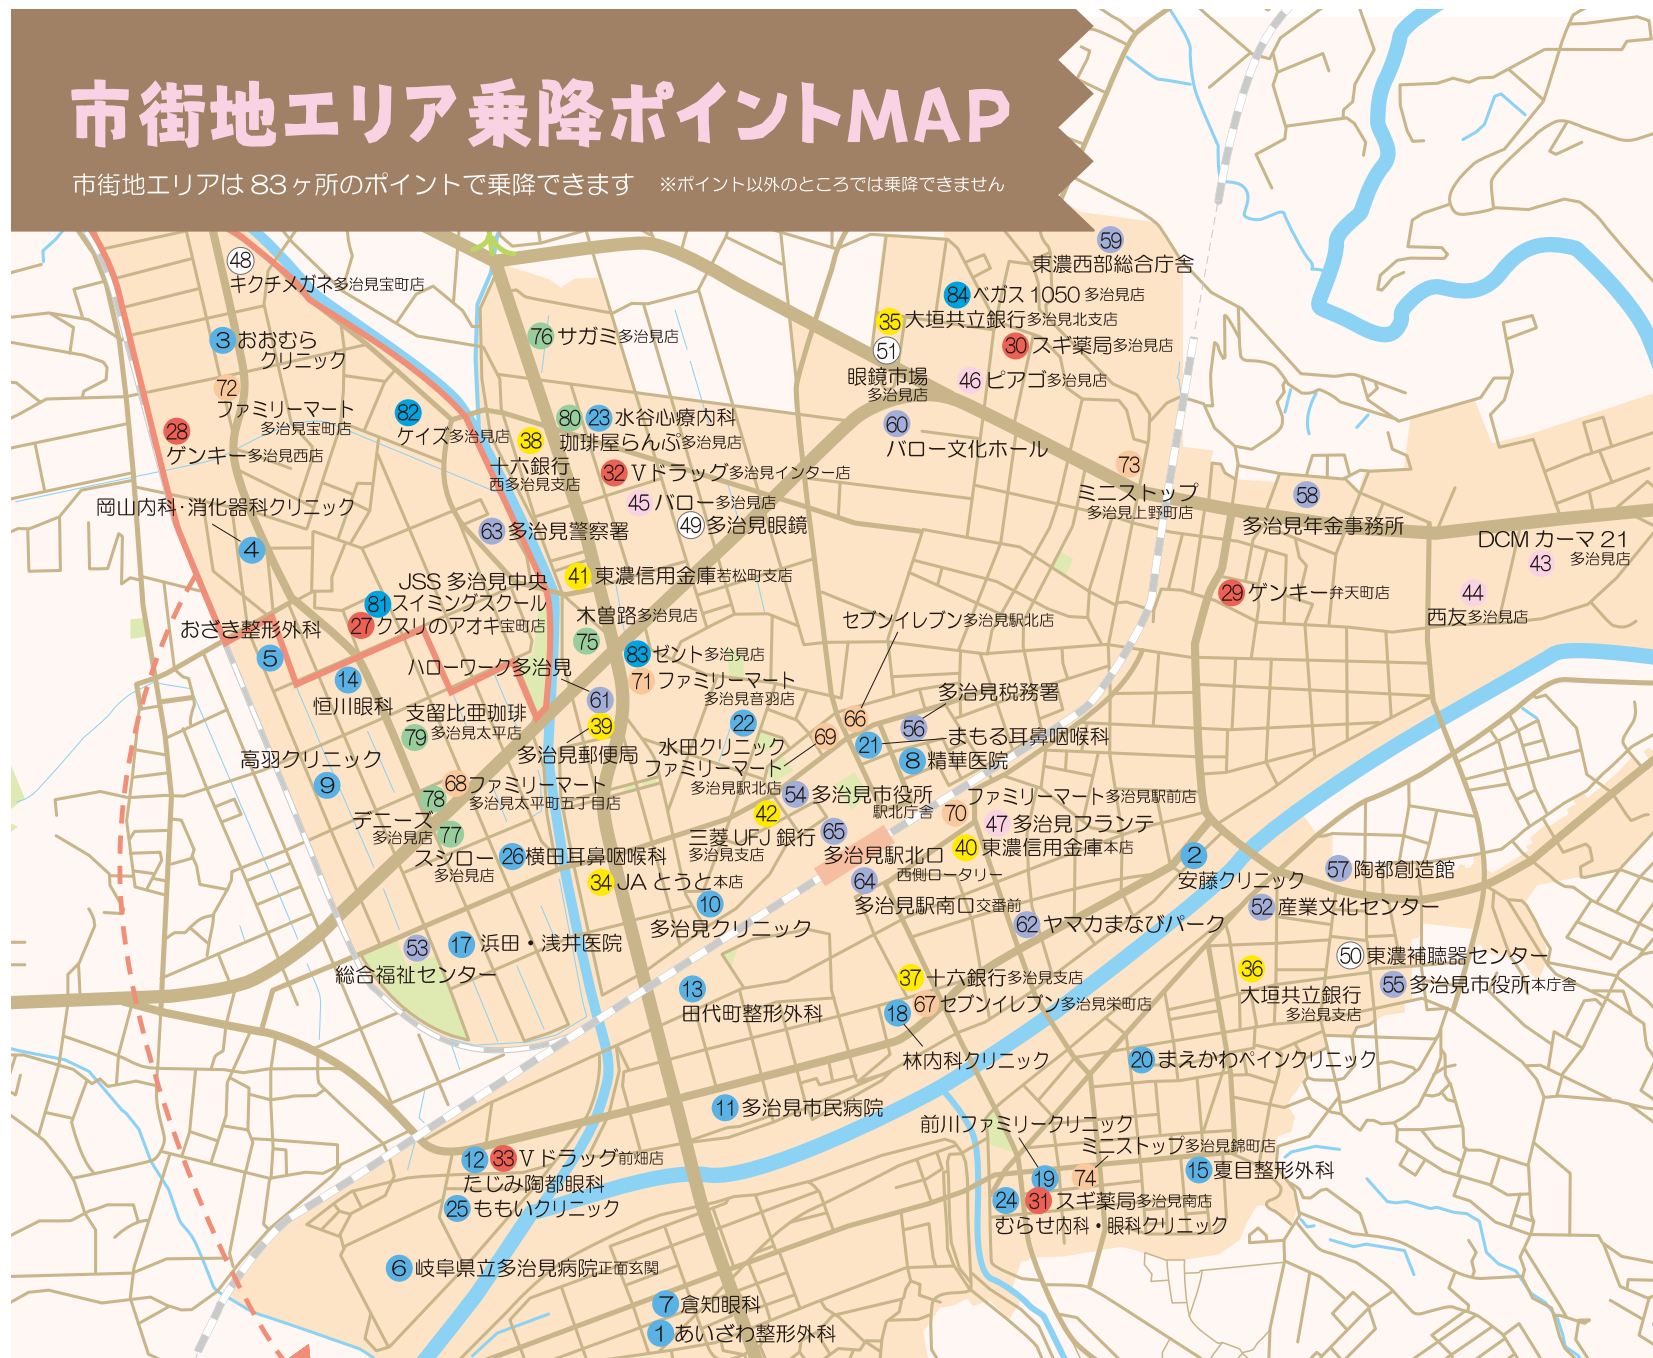 市街地エリア乗降ポイントMAP
市街地エリアは83ヶ所のポイントで乗降できます ※ポイント以外のところでは乗降できません
48
キクチメガネ多治見宝町店
59
東濃西部総合庁舎
84 ベガス1050 多治見店
35 大垣共立銀行多治見北支店
3 おおむら
クリニック
76 サガミ多治見店
51
眼鏡市場
多治見店
30 スギ薬局多治見店
46 ピアゴ多治見店
72
ファミリーマート
多治見宝町店
82
ケイズ多治見店
80 23 水谷心療内科
珈琲屋らんぷ多治見店
38
十六銀行
西多治見支店
60
バロー文化ホール
28
ゲンキー多治見西店
32 Vドラッグ多治見インター店
45 バロー多治見店
49 多治見眼鏡
73
ミニストップ
多治見上野町店
58
多治見年金事務所
岡山内科・消化器科クリニック
4
63 多治見警察署
DCM カーマ 21
多治見店
43
41 東濃信用金庫若松町支店
JSS 多治見中央
81 スイミングスクール
27 クスリのアオキ宝町店
29 ゲンキー弁天町店
44
西友多治見店
木曽路多治見店
75
セブンイレブン多治見駅北店
おざき整形外科
5
83 ゼント多治見店
ハローワーク多治見
61
71 ファミリーマート
多治見音羽店
14
恒川眼科
多治見税務署
56
支留比亜珈琲
79 多治見太平店
39
多治見郵便局
22
水田クリニック
66
69
ファミリーマート
多治見駅北店
21 まもる耳鼻咽喉科
8 精華医院
高羽クリニック
9
68 ファミリーマート
多治見太平町五丁目店
78
デニーズ
多治見店
54 多治見市役所
駅北庁舎
70 ファミリーマート多治見駅前店
42
三菱 UFJ 銀行
多治見支店
47 多治見フランテ
77
スシロー
多治見店
65
多治見駅北口
西側ロータリー
40 東濃信用金庫本店
26 横田耳鼻咽喉科
34 JA とうと本店
64
多治見駅南口交番前
2
安藤クリニック
57 陶都創造館
10
多治見クリニック
62 ヤマカまなびパーク
52 産業文化センター
53
総合福祉センター
17 浜田・浅井医院
50 東濃補聴器センター
36
大垣共立銀行
多治見支店
55 多治見市役所本庁舎
37 十六銀行多治見支店
13
田代町整形外科
67 セブンイレブン多治見栄町店
18
林内科クリニック
20 まえかわペインクリニック
11 多治見市民病院
前川ファミリークリニック
19
ミニストップ多治見錦町店
74
12 33 Vドラッグ前畑店
たじみ陶都眼科
15 夏目整形外科
25 ももいクリニック
24 31 スギ薬局多治見南店
むらせ内科・眼科クリニック
6 岐阜県立多治見病院正面玄関
7 倉知眼科
1 あいざわ整形外科